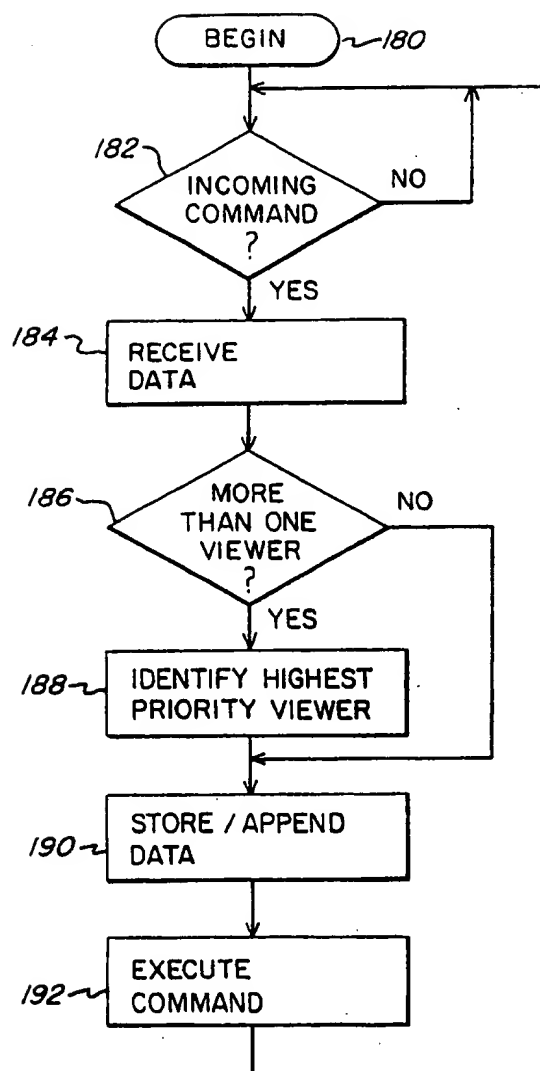 BEGIN
180
182
INCOMING
COMMAND
?
NO
YES
184
RECEIVE
DATA
186
MORE
THAN ONE
VIEWER
?
NO
YES
188
IDENTIFY HIGHEST
PRIORITY VIEWER
190
STORE / APPEND
DATA
192
EXECUTE
COMMAND